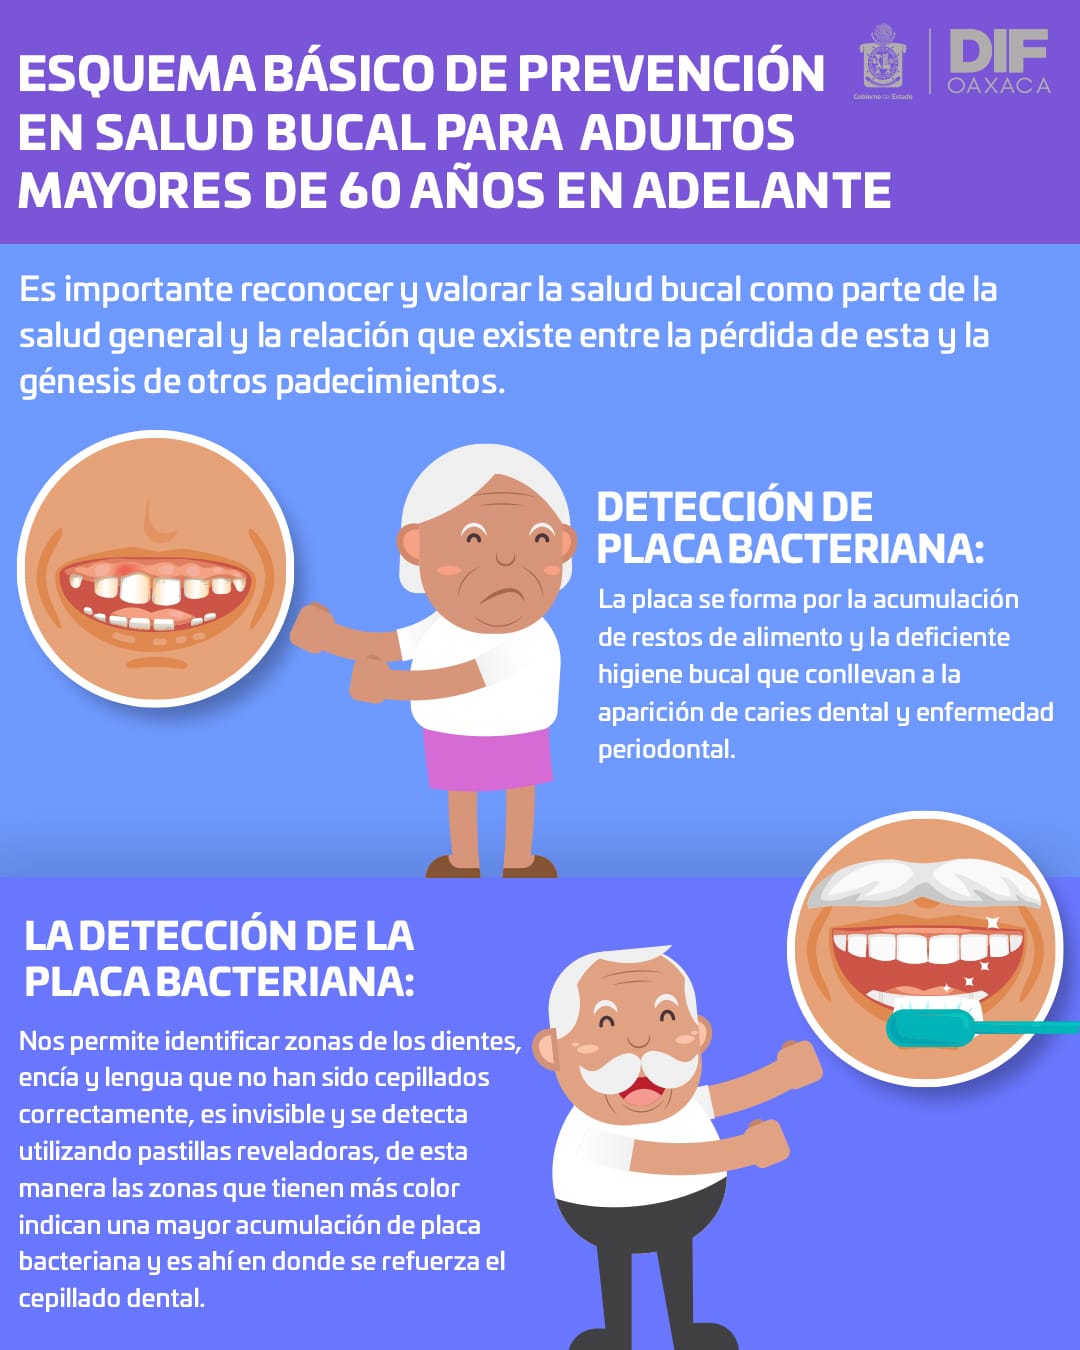 ESQUEMA BÁSICO DE PREVENCIÓN
EN SALUD BUCAL PARA ADULTOS
MAYORES DE 60 AÑOS EN ADELANTE
Gobierno del Estado
DIF
OAXACA
Es importante reconocer y valorar la salud bucal como parte de la
salud general y la relación que existe entre la pérdida de esta y la
génesis de otros padecimientos.
DETECCIÓN DE
PLACA BACTERIANA:
La placa se forma por la acumulación
de restos de alimento y la deficiente
higiene bucal que conllevan a la
aparición de caries dental y enfermedad
periodontal.
LA DETECCIÓN DE LA
PLACA BACTERIANA:
Nos permite identificar zonas de los dientes,
encía y lengua que no han sido cepillados
correctamente, es invisible y se detecta
utilizando pastillas reveladoras, de esta
manera las zonas que tienen más color
indican una mayor acumulación de placa
bacteriana y es ahí en donde se refuerza el
cepillado dental.